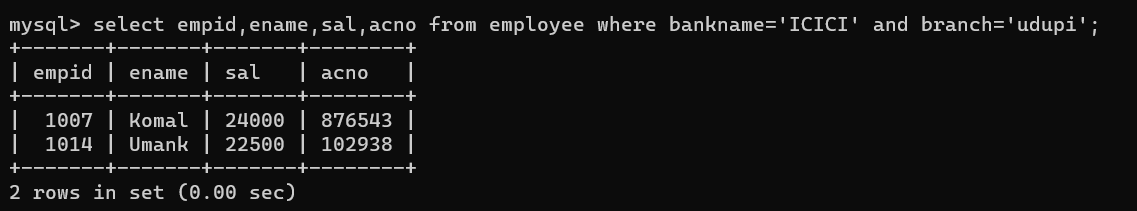 mysql> select empid,ename,sal,acno from employee where bankname='ICICI' and branch='udupi';
+-------+-------+-------+--------+
| empid | ename | sal   | acno   |
+-------+-------+-------+--------+
|  1007 | Komal | 24000 | 876543 |
|  1014 | Umank | 22500 | 102938 |
+-------+-------+-------+--------+
2 rows in set (0.00 sec)